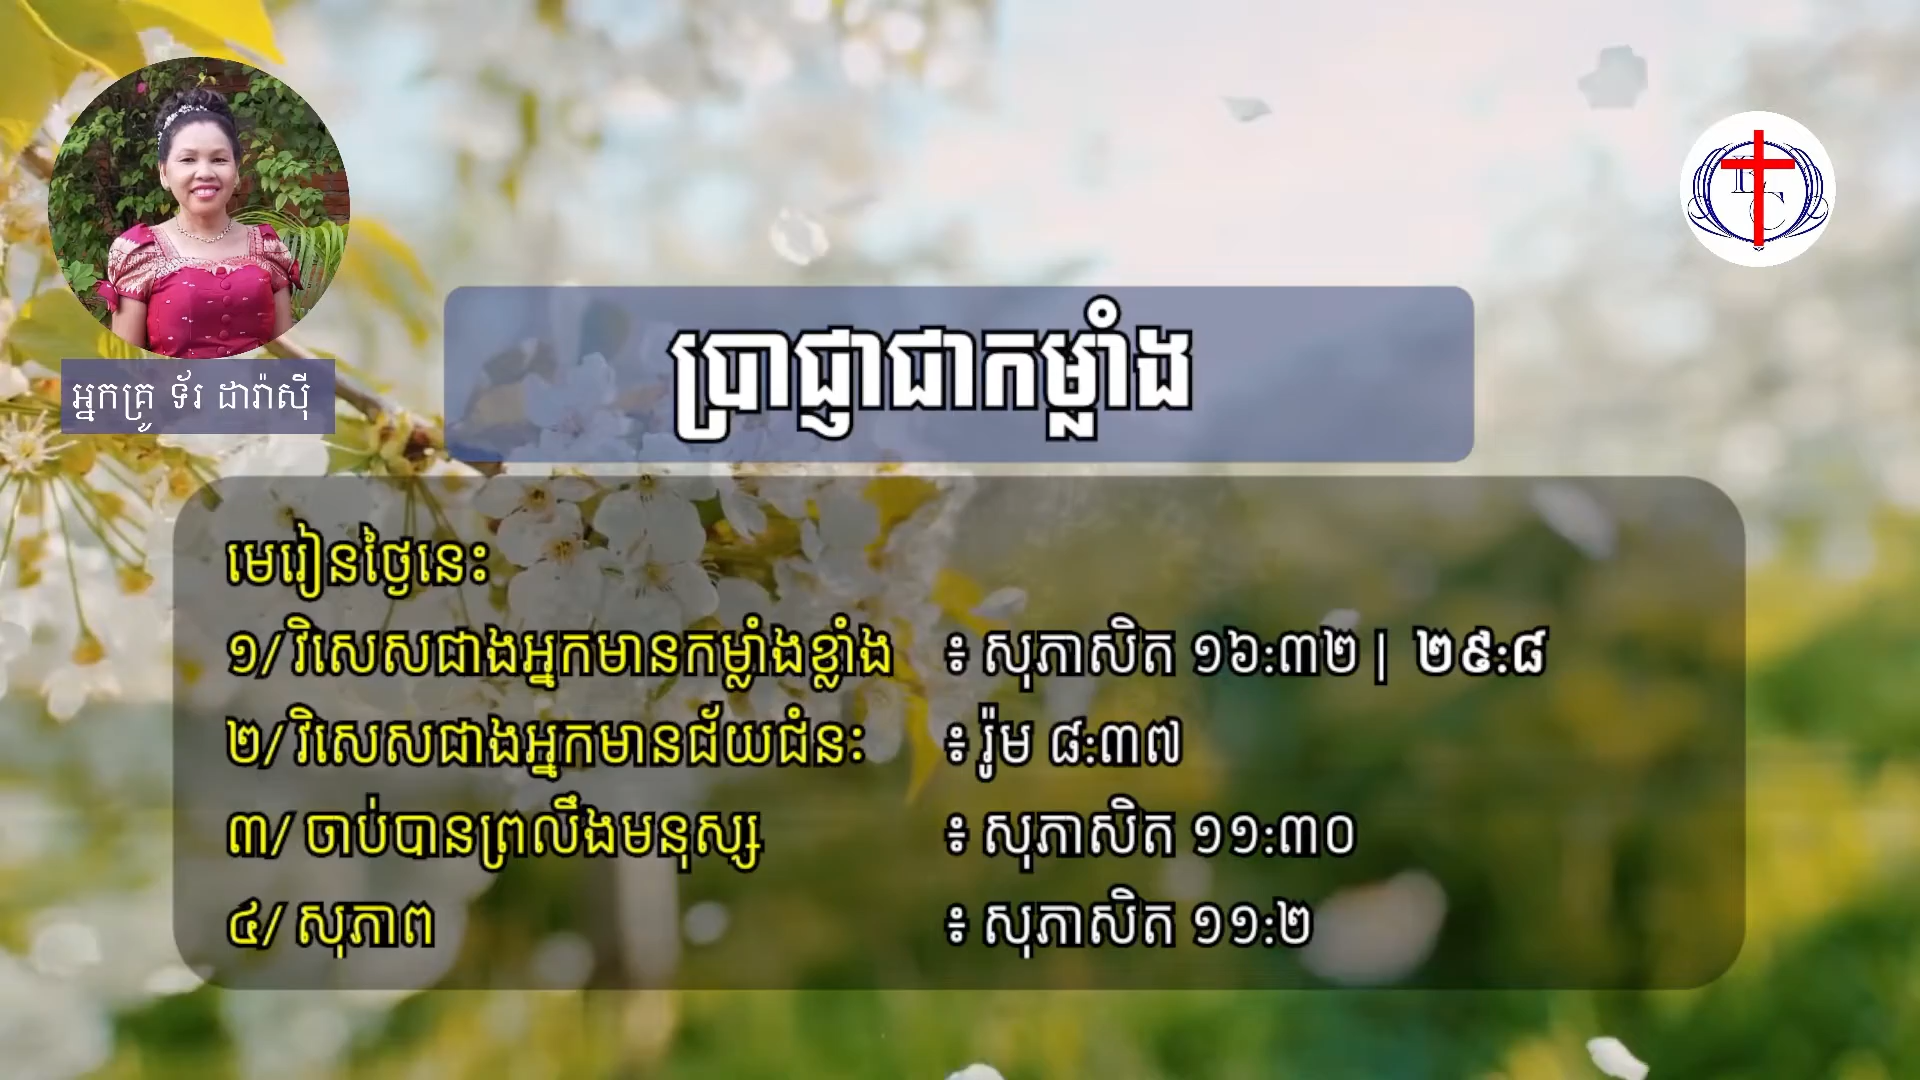 អ្នកគ្រូ ទ័រ ដារ៉ាស៊ី
ប្រាជ្ញាជាកម្លាំង
មេរៀនថ្ងៃនេះ
១/ វិសេសជាងអ្នកមានកម្លាំងខ្លាំង ៖ សុភាសិត ១៦:៣២ | ២៩:៨
២/ វិសេសជាងអ្នកមានជ័យជំនះ ៖ រ៉ូម ៨:៣៧
៣/ ចាប់បានព្រលឹងមនុស្ស ៖ សុភាសិត ១១:៣០
៤/ សុភាព ៖ សុភាសិត ១១:២